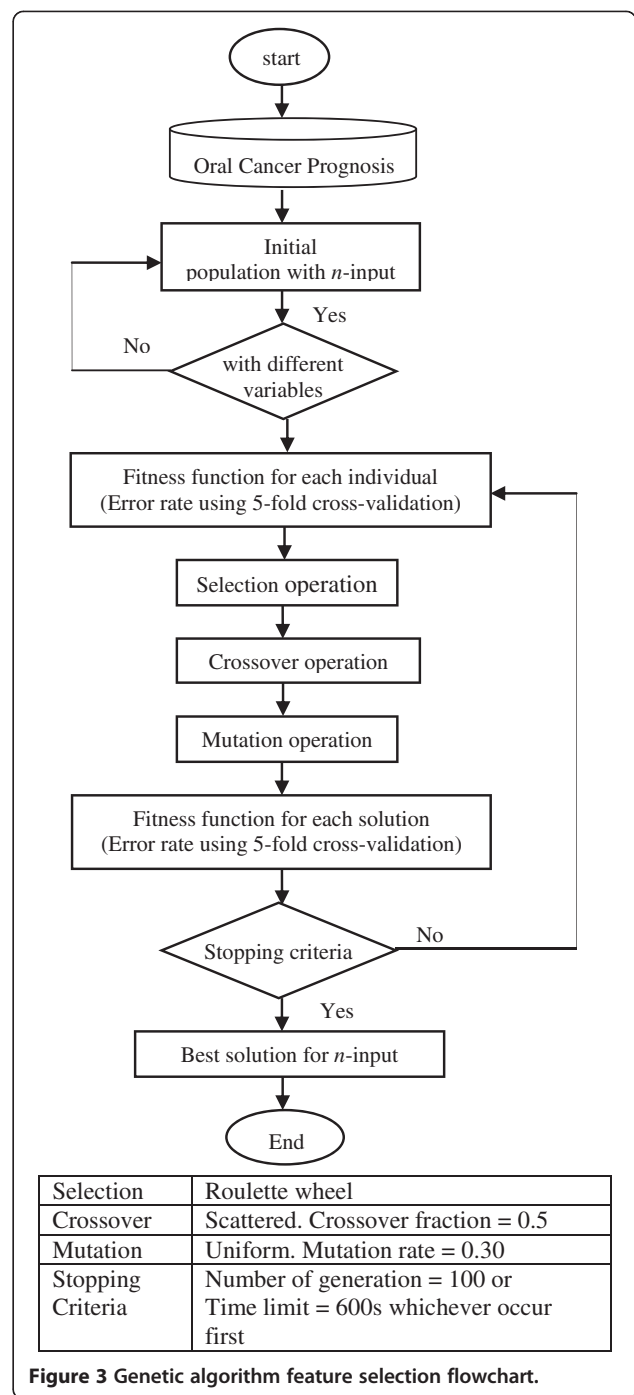 start
Oral Cancer Prognosis
Initial
population with n-input
Yes
No
with different
variables
Fitness function for each individual
(Error rate using 5-fold cross-validation)
Selection operation
Crossover operation
Mutation operation
Fitness function for each solution
(Error rate using 5-fold cross-validation)
No
Stopping criteria
Yes
Best solution for n-input
End
Selection Roulette wheel
Crossover Scattered. Crossover fraction = 0.5
Mutation Uniform. Mutation rate = 0.30
Stopping Number of generation = 100 or
Criteria Time limit = 600s whichever occur
first
Figure 3 Genetic algorithm feature selection flowchart.